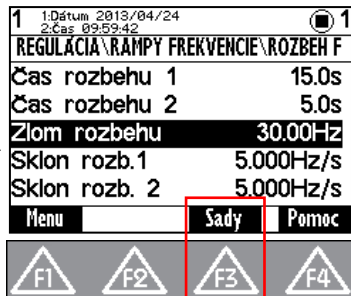 1 1:Dátum 2013/04/24 1
2:Čas 09:59:42
REGULÁCIA\RAMPY FREKVENCIE\ROZBEH F
Čas rozbehu 1 15.0s
Čas rozbehu 2 5.0s
Zlom rozbehu 30.00Hz
Sklon rozb.1 5.000Hz/s
Sklon rozb. 2 5.000Hz/s
Menu Sady Pomoc
F1 F2 F3 F4